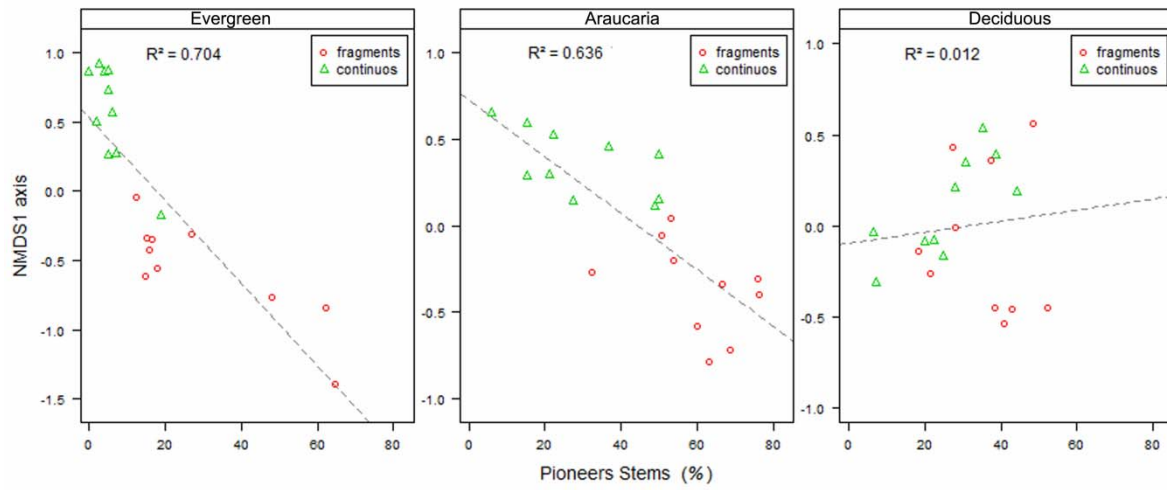 Evergreen
R² = 0.704
fragments
continuos
1.0
0.5
0.0
-0.5
-1.0
-1.5
0 20 40 60 80
NMDS1 axis
Araucaria
R² = 0.636
fragments
continuos
1.0
0.5
0.0
-0.5
-1.0
0 20 40 60 80
Pioneers Stems (%)
Deciduous
R² = 0.012
fragments
continuos
1.0
0.5
0.0
-0.5
-1.0
0 20 40 60 80